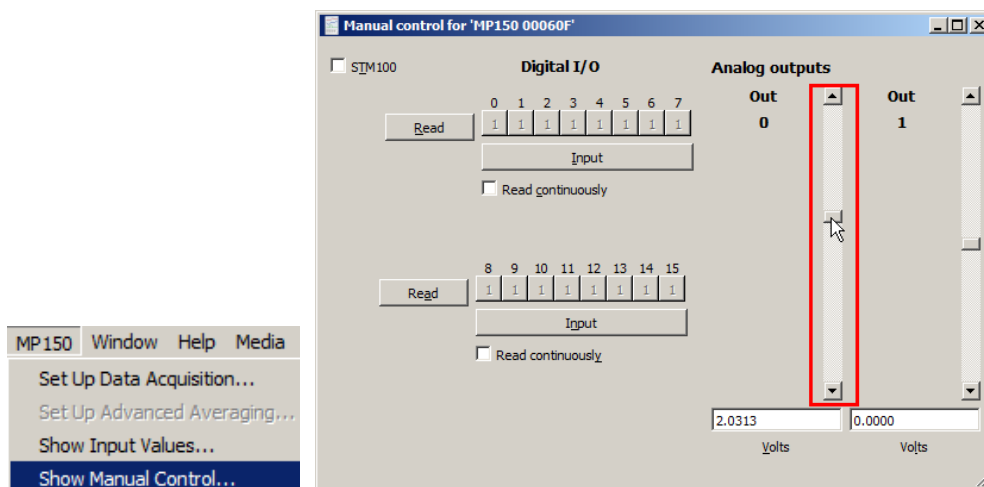 MP150 Window Help Media
Set Up Data Acquisition...
Set Up Advanced Averaging...
Show Input Values...
Show Manual Control...
Manual control for 'MP150 00060F'
STM100
Digital I/O
Analog outputs
Out
0
Out
1
0 1 2 3 4 5 6 7
Read
1 1 1 1 1 1 1 1
Input
Read continuously
8 9 10 11 12 13 14 15
Read
1 1 1 1 1 1 1 1
Input
Read continuously
2.0313
0.0000
Volts
Volts